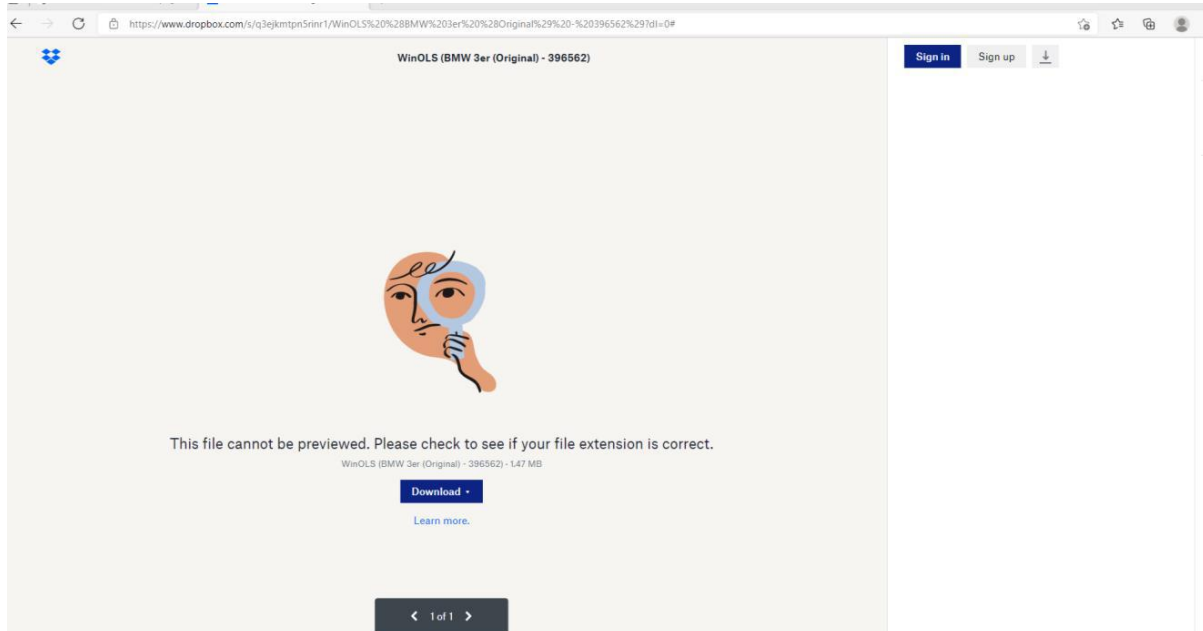 https://www.dropbox.com/s/q3ejkmtpn5rinr1/WinOLS%20%28BMW%203er%20%28Original%29%20-%20396562%29?dl=0#
WinOLS (BMW 3er (Original) - 396562)
Sign in
Sign up
This file cannot be previewed. Please check to see if your file extension is correct.
WinOLS (BMW 3er (Original) - 396562) - 1.47 MB
Download
Learn more.
1 of 1